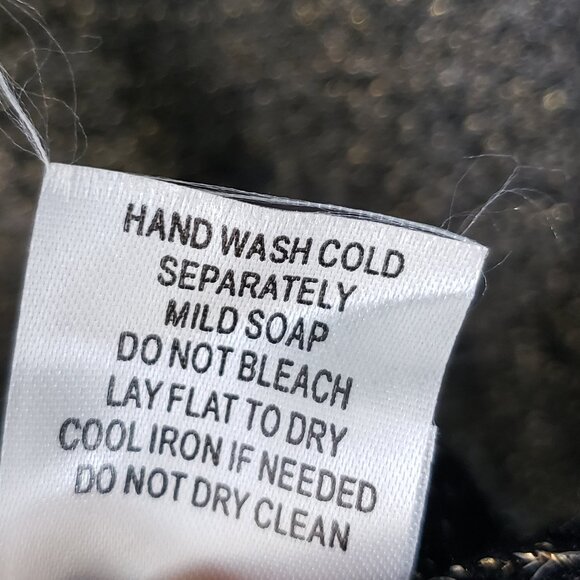 HAND WASH COLD
SEPARATELY
MILD SOAP
DO NOT BLEACH
LAY FLAT TO DRY
COOL IRON IF NEEDED
DO NOT DRY CLEAN